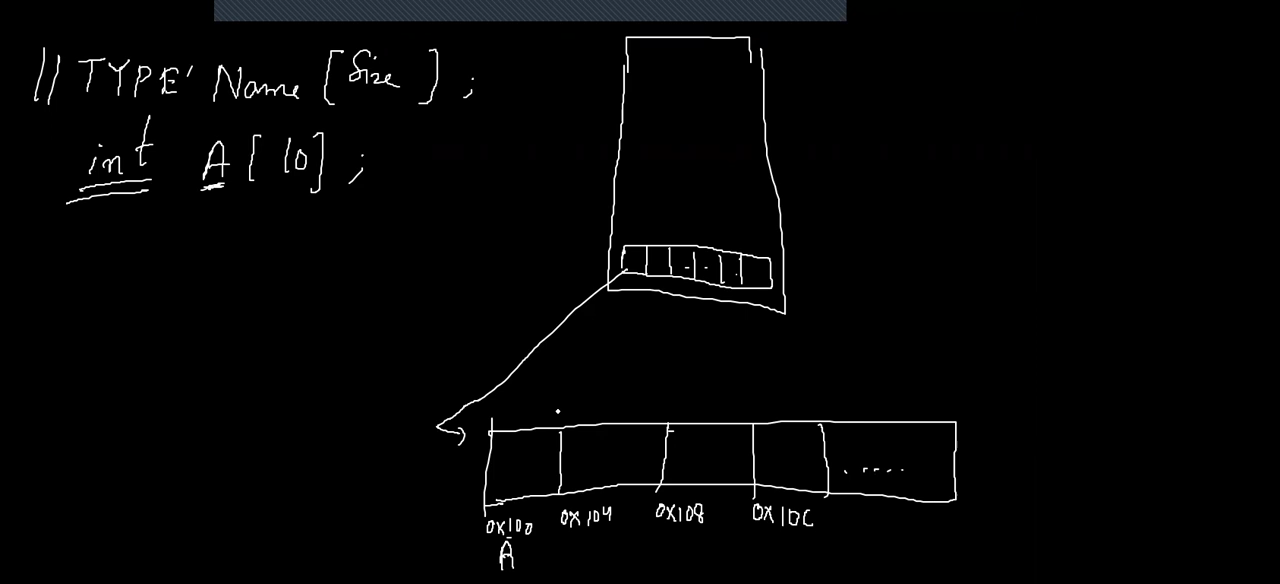 // TYPE' Name [Size];
int A[10];
. - - .
. ....
0x100 0x104 0x108 0x10C
A